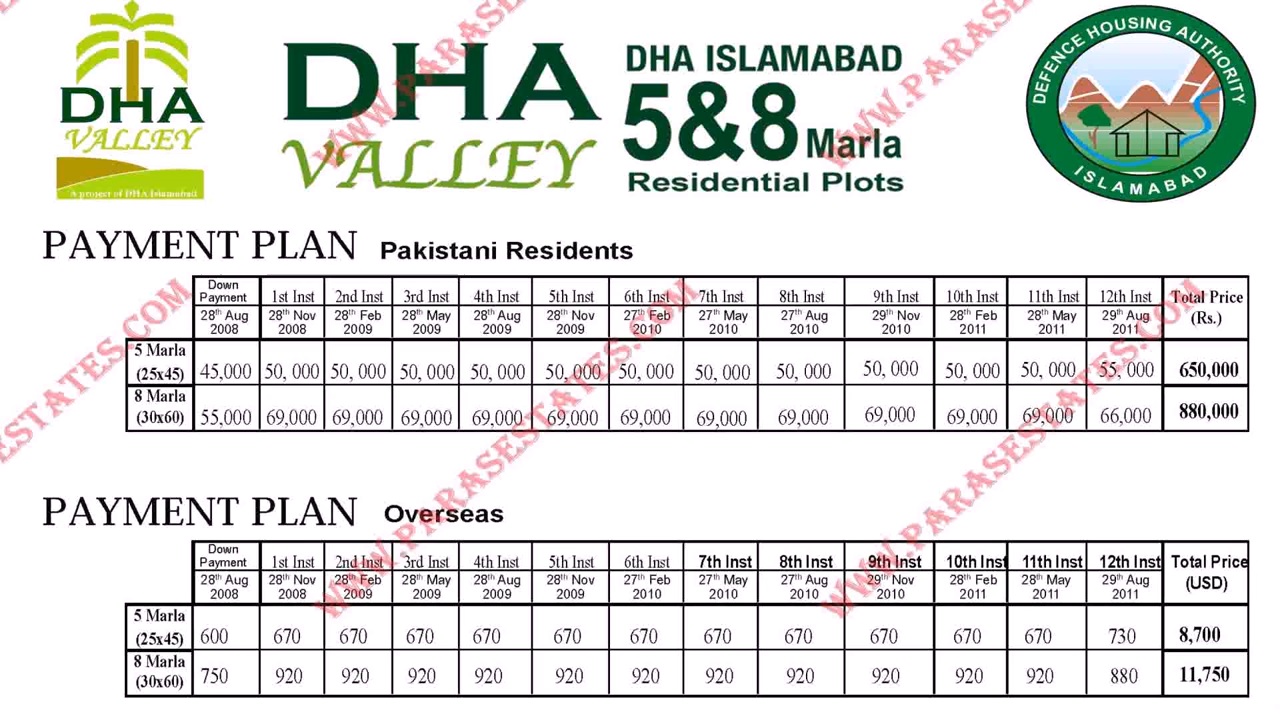 DHA
VALLEY
A project of DHA Islamabad
DHA
VALLEY
DHA ISLAMABAD
5&8 Marla
Residential Plots
DEFENCE HOUSING AUTHORITY
ISLAMABAD
PAYMENT PLAN Pakistani Residents
Down Payment 1st Inst 2nd Inst 3rd Inst 4th Inst 5th Inst 6th Inst 7th Inst 8th Inst 9th Inst 10th Inst 11th Inst 12th Inst Total Price (Rs.)
28th Aug 2008 28th Nov 2008 28th Feb 2009 28th May 2009 28th Aug 2009 28th Nov 2009 27th Feb 2010 27th May 2010 27th Aug 2010 29th Nov 2010 28th Feb 2011 28th May 2011 29th Aug 2011
5 Marla (25x45) 45,000 50, 000 50, 000 50, 000 50, 000 50, 000 50, 000 50, 000 50, 000 50, 000 50, 000 50, 000 55, 000 650,000
8 Marla (30x60) 55,000 69,000 69,000 69,000 69,000 69,000 69,000 69,000 69,000 69,000 69,000 69,000 66,000 880,000
PAYMENT PLAN Overseas
Down Payment 1st Inst 2nd Inst 3rd Inst 4th Inst 5th Inst 6th Inst 7th Inst 8th Inst 9th Inst 10th Inst 11th Inst 12th Inst Total Price (USD)
28th Aug 2008 28th Nov 2008 28th Feb 2009 28th May 2009 28th Aug 2009 28th Nov 2009 27th Feb 2010 27th May 2010 27th Aug 2010 29th Nov 2010 28th Feb 2011 28th May 2011 29th Aug 2011
5 Marla (25x45) 600 670 670 670 670 670 670 670 670 670 670 670 730 8,700
8 Marla (30x60) 750 920 920 920 920 920 920 920 920 920 920 920 880 11,750
WWW.PARASESTATES.COM